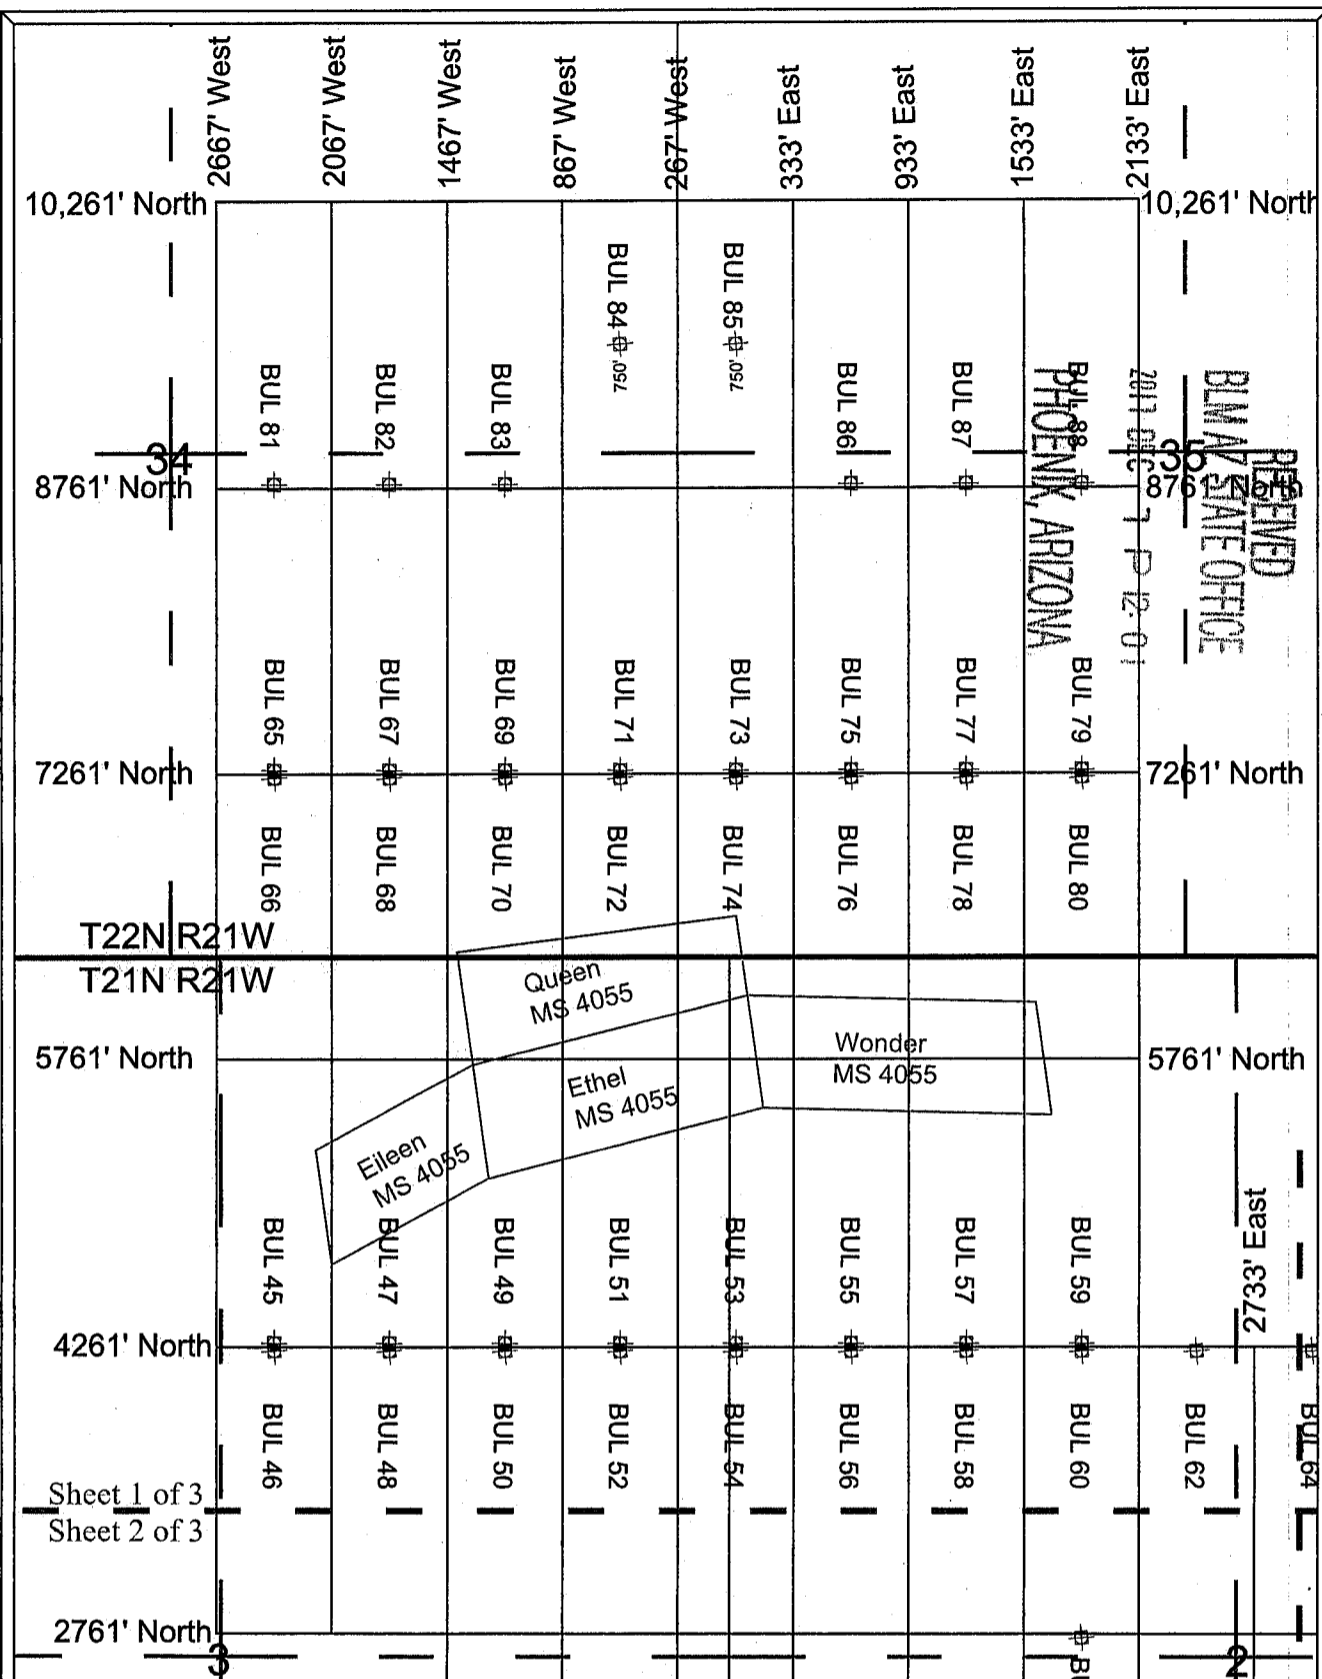 2667' West
2067' West
1467' West
867' West
267' West
333' East
933' East
1533' East
2133' East
10,261' North
10,261' North
BUL 84
750'
BUL 85
750'
BUL 81
BUL 82
BUL 83
BUL 86
BUL 87
BUL 88
34
35
8761' North
8761' North
RECEIVED
BLM AZ STATE OFFICE
2017 DEC - 7 P 12: 01
PHOENIX, ARIZONA
BUL 65
BUL 67
BUL 69
BUL 71
BUL 73
BUL 75
BUL 77
BUL 79
7261' North
7261' North
BUL 66
BUL 68
BUL 70
BUL 72
BUL 74
BUL 76
BUL 78
BUL 80
T22N R21W
T21N R21W
Queen
MS 4055
5761' North
Wonder
MS 4055
5761' North
Ethel
MS 4055
Eileen
MS 4055
BUL 45
BUL 47
BUL 49
BUL 51
BUL 53
BUL 55
BUL 57
BUL 59
2733' East
4261' North
BUL 46
BUL 48
BUL 50
BUL 52
BUL 54
BUL 56
BUL 58
BUL 60
BUL 62
BUL 64
Sheet 1 of 3
Sheet 2 of 3
2761' North
3
2